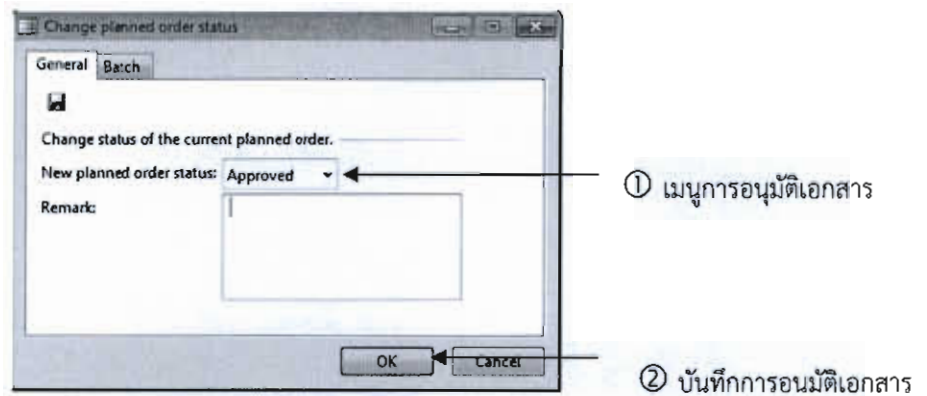 Change planned order status
General Batch
Change status of the current planned order.
New planned order status: Approved
① เมนูการอนุมัติเอกสาร
Remark:
OK Cancel
② บันทึกการอนมัติเอกสาร